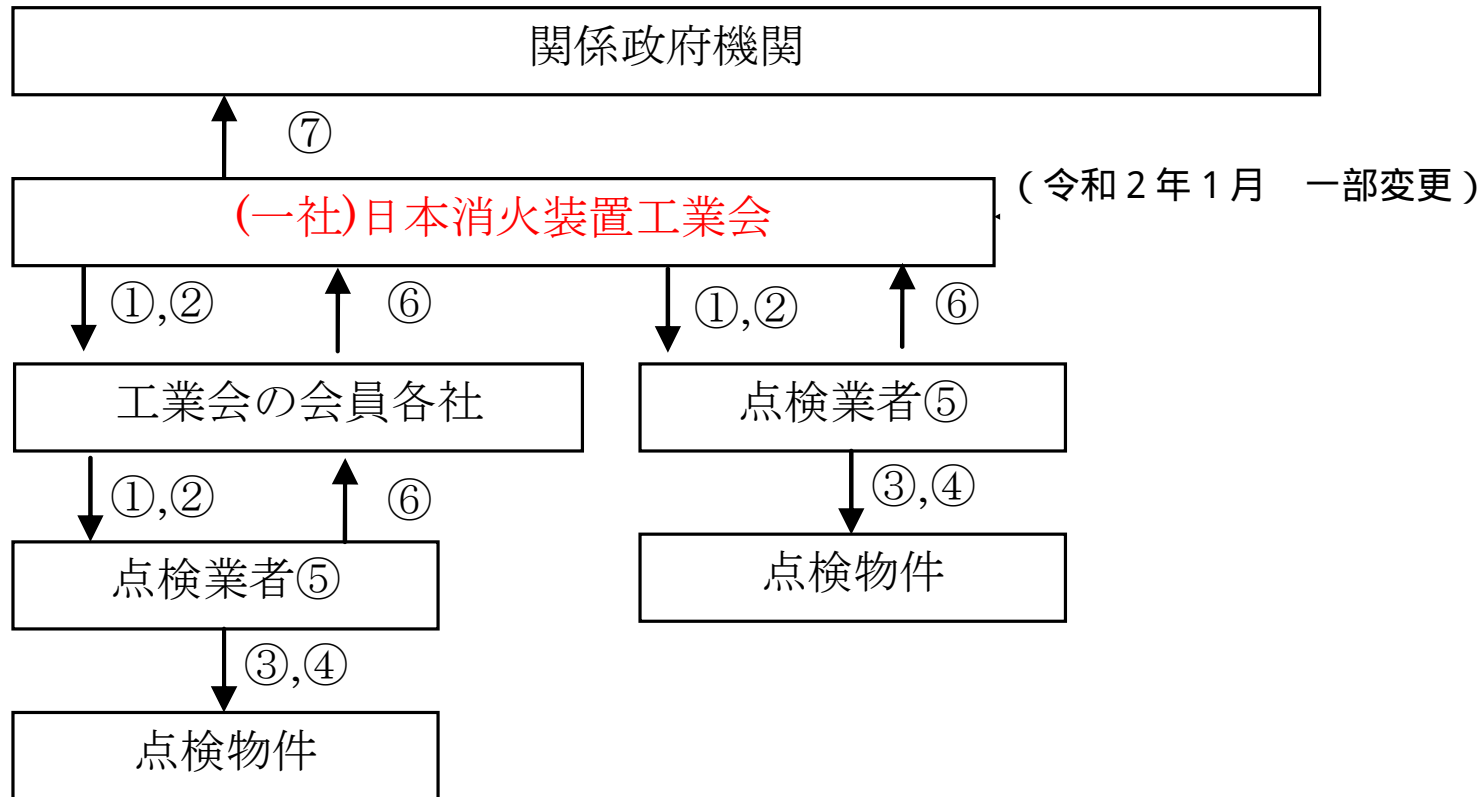 関係政府機関
⑦
(一社)日本消火装置工業会
(令和2年1月　一部変更)
①,②
⑥
①,②
⑥
工業会の会員各社
点検業者⑤
①,②
⑥
③,④
点検業者⑤
点検物件
③,④
点検物件